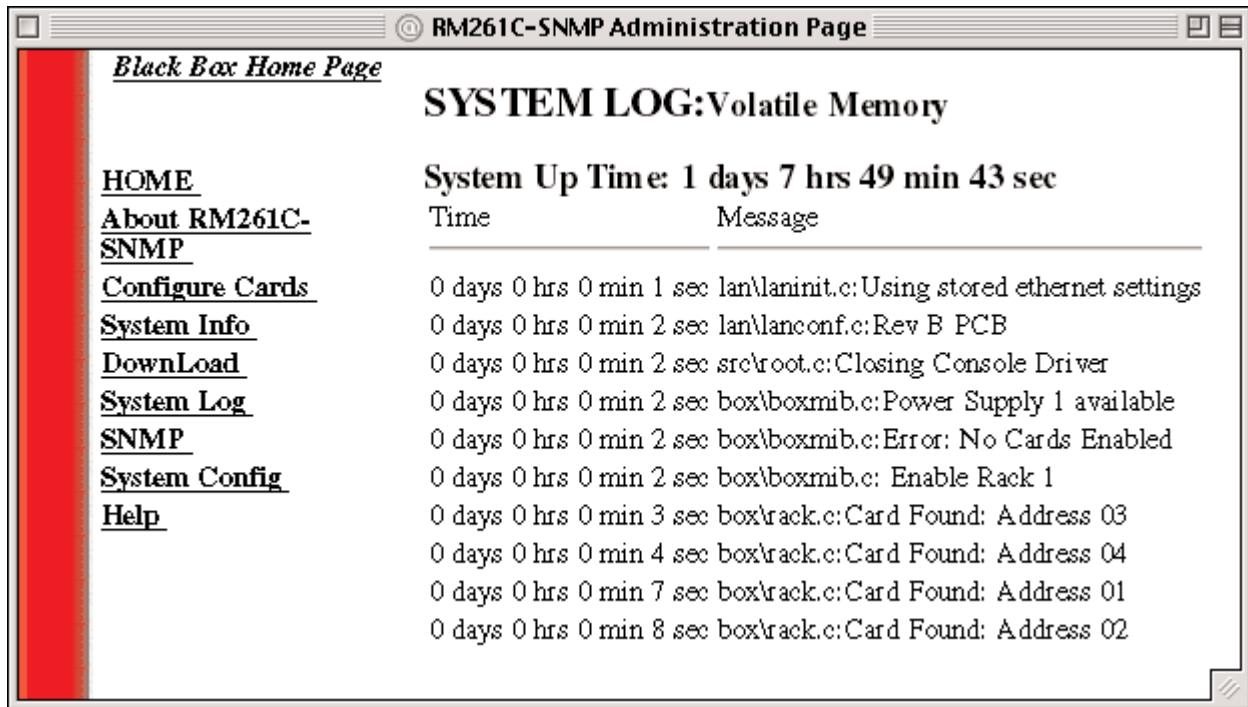 RM261C-SNMP Administration Page
Black Box Home Page
HOME
About RM261C-
SNMP
Configure Cards
System Info
DownLoad
System Log
SNMP
System Config
Help
SYSTEM LOG:Volatile Memory
System Up Time: 1 days 7 hrs 49 min 43 sec
Time Message
0 days 0 hrs 0 min 1 sec lan\laninit.c:Using stored ethernet settings
0 days 0 hrs 0 min 2 sec lan\lanconf.c:Rev B PCB
0 days 0 hrs 0 min 2 sec src\root.c:Closing Console Driver
0 days 0 hrs 0 min 2 sec box\boxmib.c:Power Supply 1 available
0 days 0 hrs 0 min 2 sec box\boxmib.c:Error: No Cards Enabled
0 days 0 hrs 0 min 2 sec box\boxmib.c: Enable Rack 1
0 days 0 hrs 0 min 3 sec box\rack.c:Card Found: Address 03
0 days 0 hrs 0 min 4 sec box\rack.c:Card Found: Address 04
0 days 0 hrs 0 min 7 sec box\rack.c:Card Found: Address 01
0 days 0 hrs 0 min 8 sec box\rack.c:Card Found: Address 02